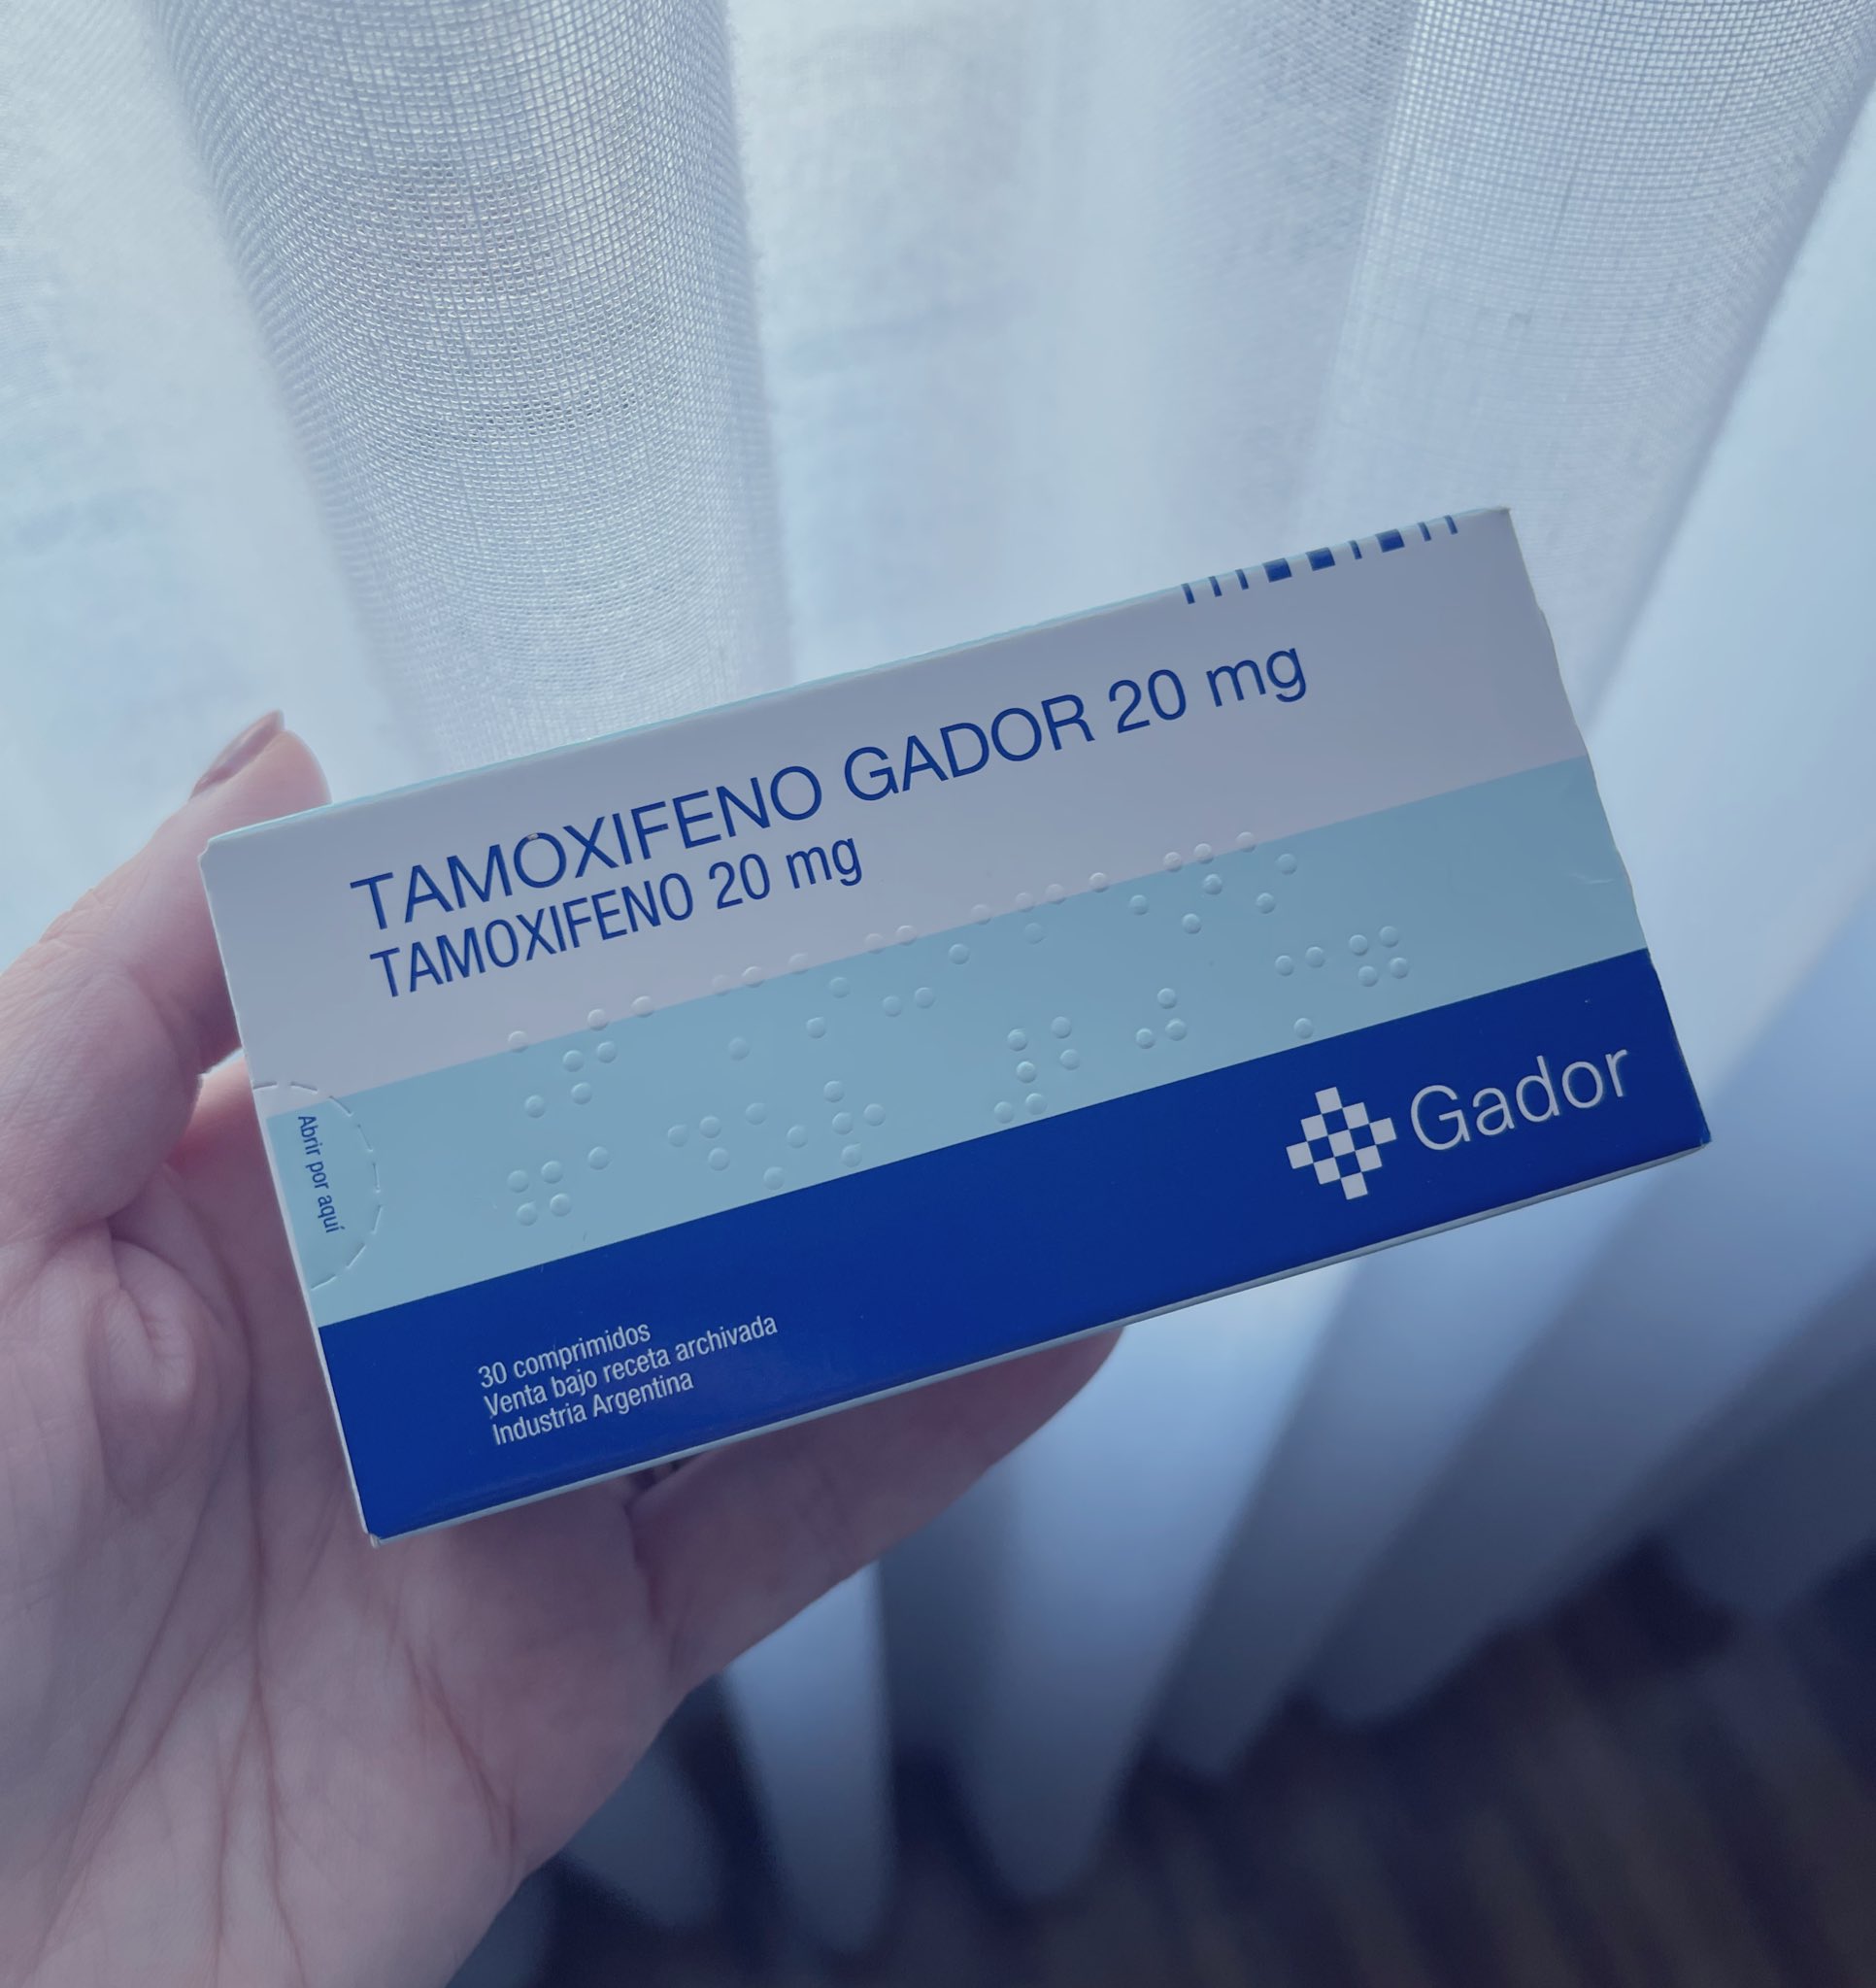 TAMOXIFENO GADOR 20 mg
TAMOXIFENO 20 mg
Abrir por aquí
Gador
30 comprimidos
Venta bajo receta archivada
Industria Argentina